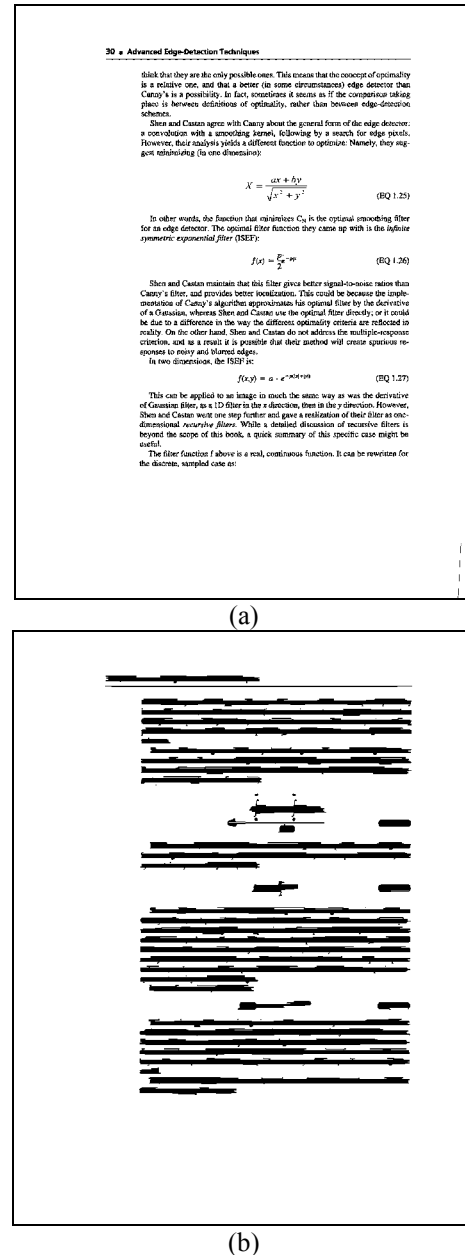 30 ■ Advanced Edge-Detection Techniques
think that they are the only possible ones. This means that the concept of optimality
is a relative one, and that a better (in some circumstances) edge detector than
Canny's is a possibility. In fact, sometimes it seems as if the comparison taking
place is between definitions of optimality, rather than between edge-detection
schemes.
Shen and Castan agree with Canny about the general form of the edge detector:
a convolution with a smoothing kernel, following by a search for edge pixels.
However, their analysis yields a different function to optimize: Namely, they sug-
gest minimizing (in one dimension):
X = ax + by / √x² + y² (EQ 1.25)
In other words, the function that minimizes C_N is the optimal smoothing filter
for an edge detector. The optimal filter function they came up with is the infinite
symmetric exponential filter (ISEF):
f(x) = p/2 e^-p|x| (EQ 1.26)
Shen and Castan maintain that this filter gives better signal-to-noise ratios than
Canny's filter, and provides better localization. This could be because the imple-
mentation of Canny's algorithm approximates his optimal filter by the derivative
of a Gaussian, whereas Shen and Castan use the optimal filter directly; or it could
be due to a difference in the way the different optimality criteria are reflected in
reality. On the other hand, Shen and Castan do not address the multiple-response
criterion, and as a result it is possible that their method will create spurious re-
sponses to noisy and blurred edges.
In two dimensions, the ISEF is:
f(x,y) = a · e^-p(|x|+|y|) (EQ 1.27)
This can be applied to an image in much the same way as was the derivative
of Gaussian filter, as a 1D filter in the x direction, then in the y direction. However,
Shen and Castan went one step further and gave a realization of their filter as one-
dimensional recursive filters. While a detailed discussion of recursive filters is
beyond the scope of this book, a quick summary of this specific case might be
useful.
The filter function f above is a real, continuous function. It can be rewritten for
the discrete, sampled case as:
(a)
(b)